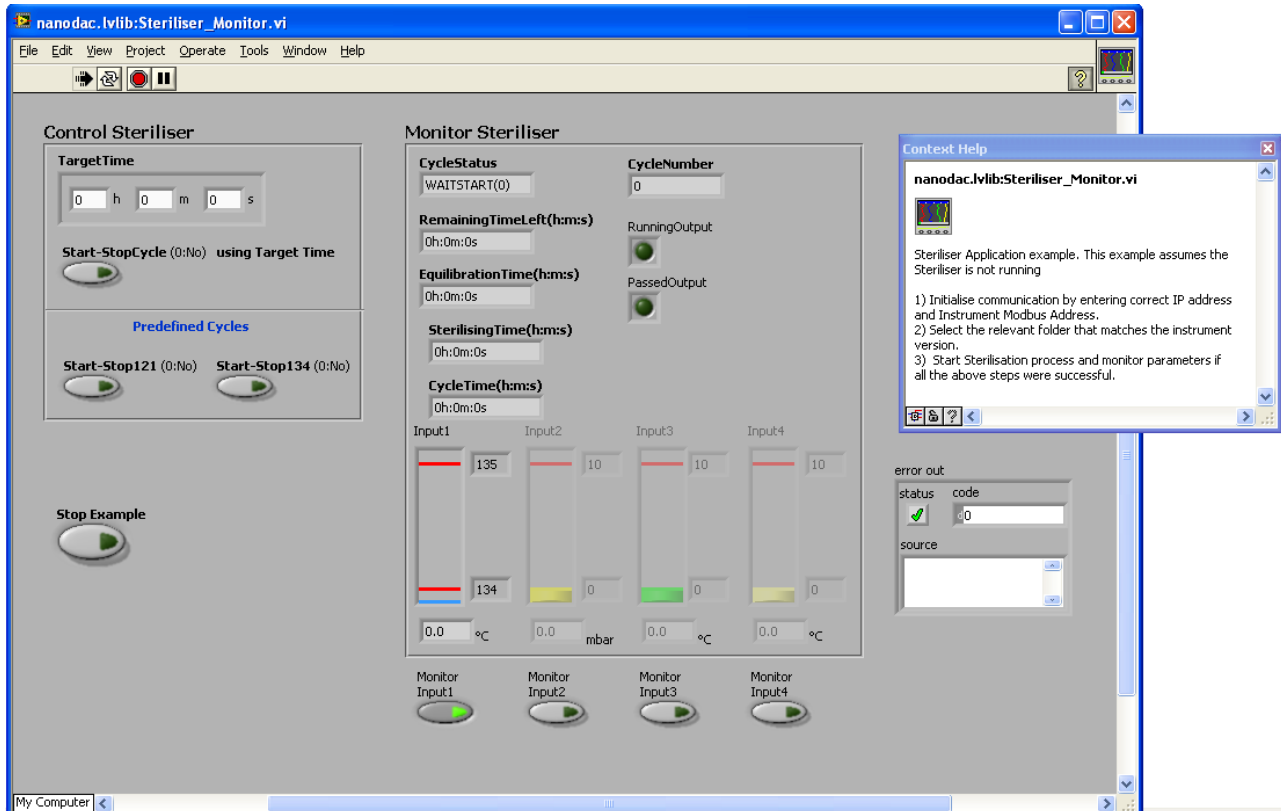 nanodac.lvlib:Steriliser_Monitor.vi
File Edit View Project Operate Tools Window Help
Control Steriliser
TargetTime
0 h 0 m 0 s
Start-StopCycle (0:No) using Target Time
Predefined Cycles
Start-Stop121 (0:No) Start-Stop134 (0:No)
Stop Example
Monitor Steriliser
CycleStatus
WAITSTART(0)
CycleNumber
0
RemainingTimeLeft(h:m:s)
0h:0m:0s
RunningOutput
EquilibrationTime(h:m:s)
0h:0m:0s
PassedOutput
SterilisingTime(h:m:s)
0h:0m:0s
CycleTime(h:m:s)
0h:0m:0s
Input1 Input2 Input3 Input4
135 10 10 10
134 0 0 0
0.0 °C 0.0 mbar 0.0 °C 0.0 °C
Monitor Monitor Monitor Monitor
Input1 Input2 Input3 Input4
Context Help
nanodac.lvlib:Steriliser_Monitor.vi
Steriliser Application example. This example assumes the
Steriliser is not running
1) Initialise communication by entering correct IP address
and Instrument Modbus Address.
2) Select the relevant folder that matches the instrument
version.
3) Start Sterilisation process and monitor parameters if
all the above steps were successful.
error out
status code
d0
source
My Computer